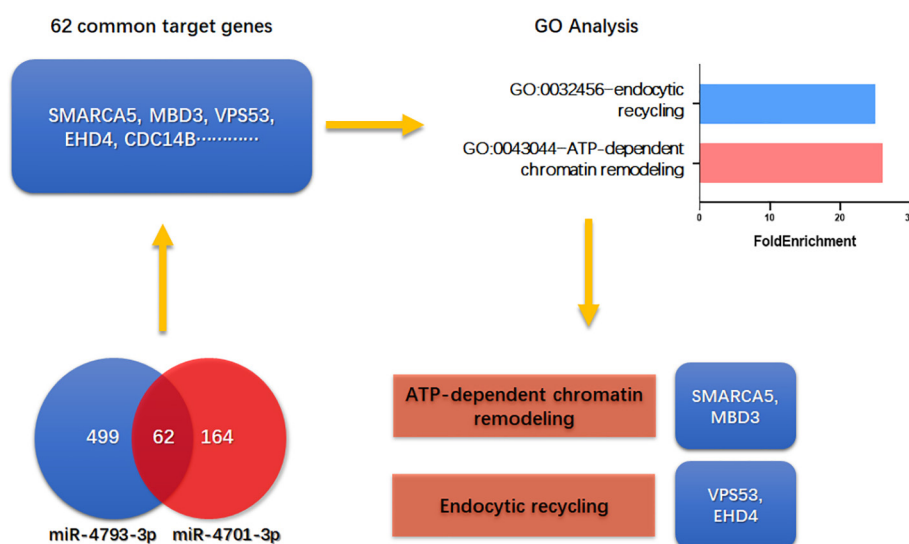 62 common target genes
GO Analysis
SMARCA5, MBD3, VPS53,
EHD4, CDC14B············
GO:0032456–endocytic
recycling
GO:0043044–ATP-dependent
chromatin remodeling
0
10
20
FoldEnrichment
499
62
164
miR-4793-3p
miR-4701-3p
ATP-dependent chromatin
remodeling
SMARCA5,
MBD3
Endocytic recycling
VPS53,
EHD4